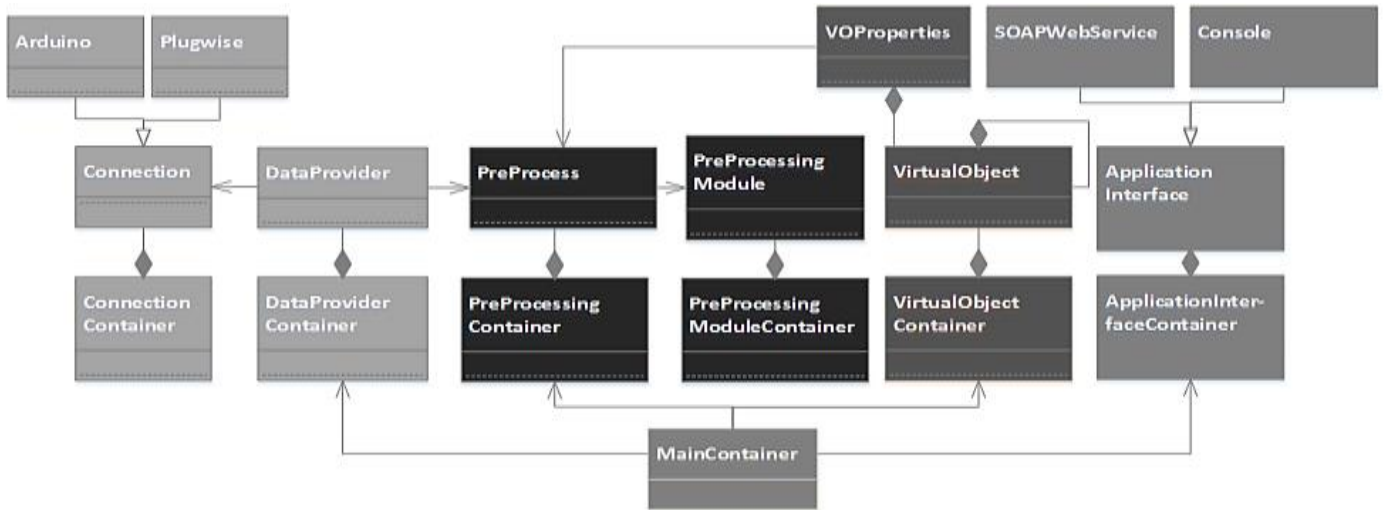 Arduino
Plugwise
VOProperties
SOAPWebService
Console
Connection
DataProvider
PreProcess
PreProcessing
Module
VirtualObject
Application
Interface
Connection
Container
DataProvider
Container
PreProcessing
Container
PreProcessing
ModuleContainer
VirtualObject
Container
ApplicationInter-
faceContainer
MainContainer